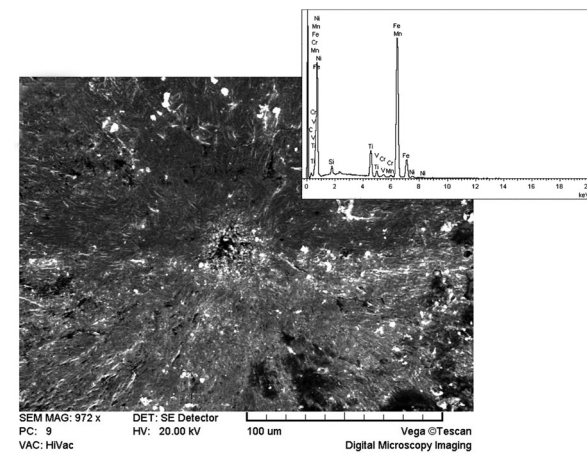 Ni
Mn
Fe
Cr
Mn
Ni
Fe
Cr
V
C
V
Ti
Ti
Si
Ti
V
Ti
Cr
V
Cr
Mn
Fe
Mn
Fe
Ni
Ni
0 2 4 6 8 10 12 14 16 18 20
keV
SEM MAG: 972 x DET: SE Detector
PC: 9 HV: 20.00 kV 100 um Vega ©Tescan
VAC: HiVac Digital Microscopy Imaging